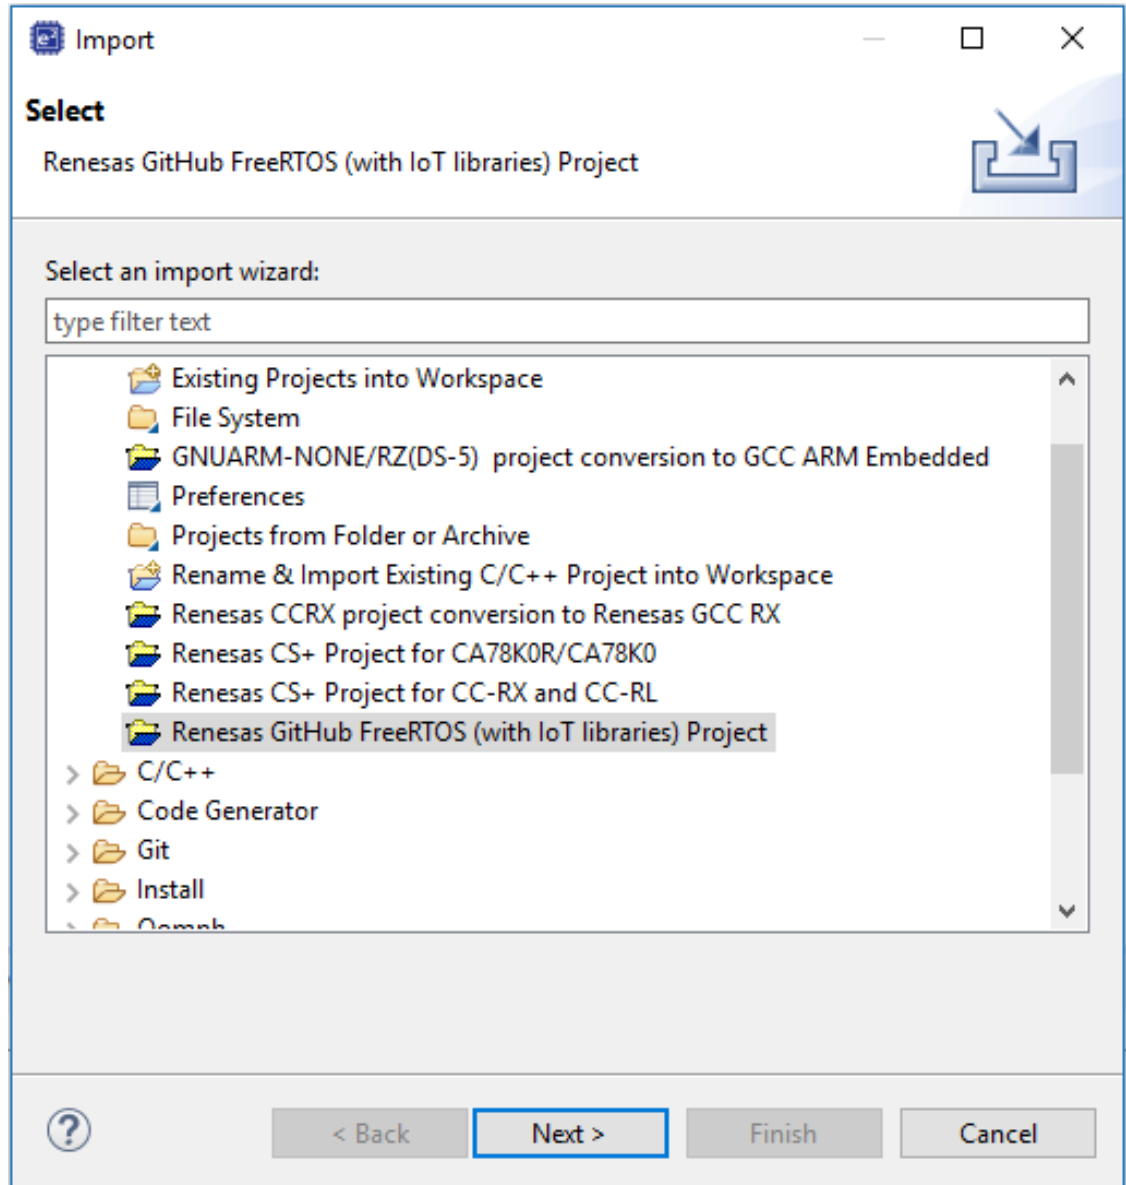 Import
Select
Renesas GitHub FreeRTOS (with IoT libraries) Project
Select an import wizard:
type filter text
Existing Projects into Workspace
File System
GNUARM-NONE/RZ(DS-5)  project conversion to GCC ARM Embedded
Preferences
Projects from Folder or Archive
Rename & Import Existing C/C++ Project into Workspace
Renesas CCRX project conversion to Renesas GCC RX
Renesas CS+ Project for CA78K0R/CA78K0
Renesas CS+ Project for CC-RX and CC-RL
Renesas GitHub FreeRTOS (with IoT libraries) Project
C/C++
Code Generator
Git
Install
Oomph
< Back Next > Finish Cancel